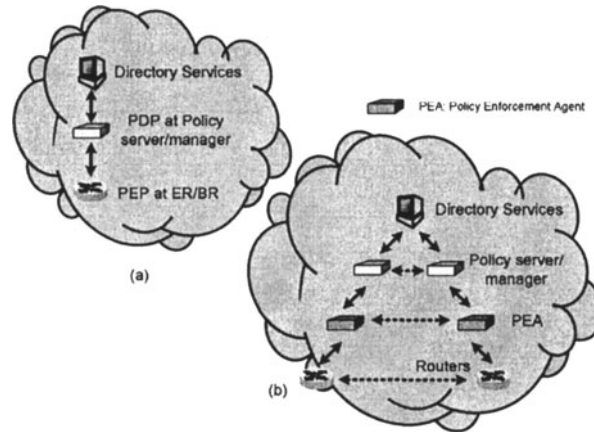 Directory Services
PDP at Policy
server/manager
PEP at ER/BR
(a)
PEA: Policy Enforcement Agent
Directory Services
Policy server/
manager
PEA
Routers
(b)